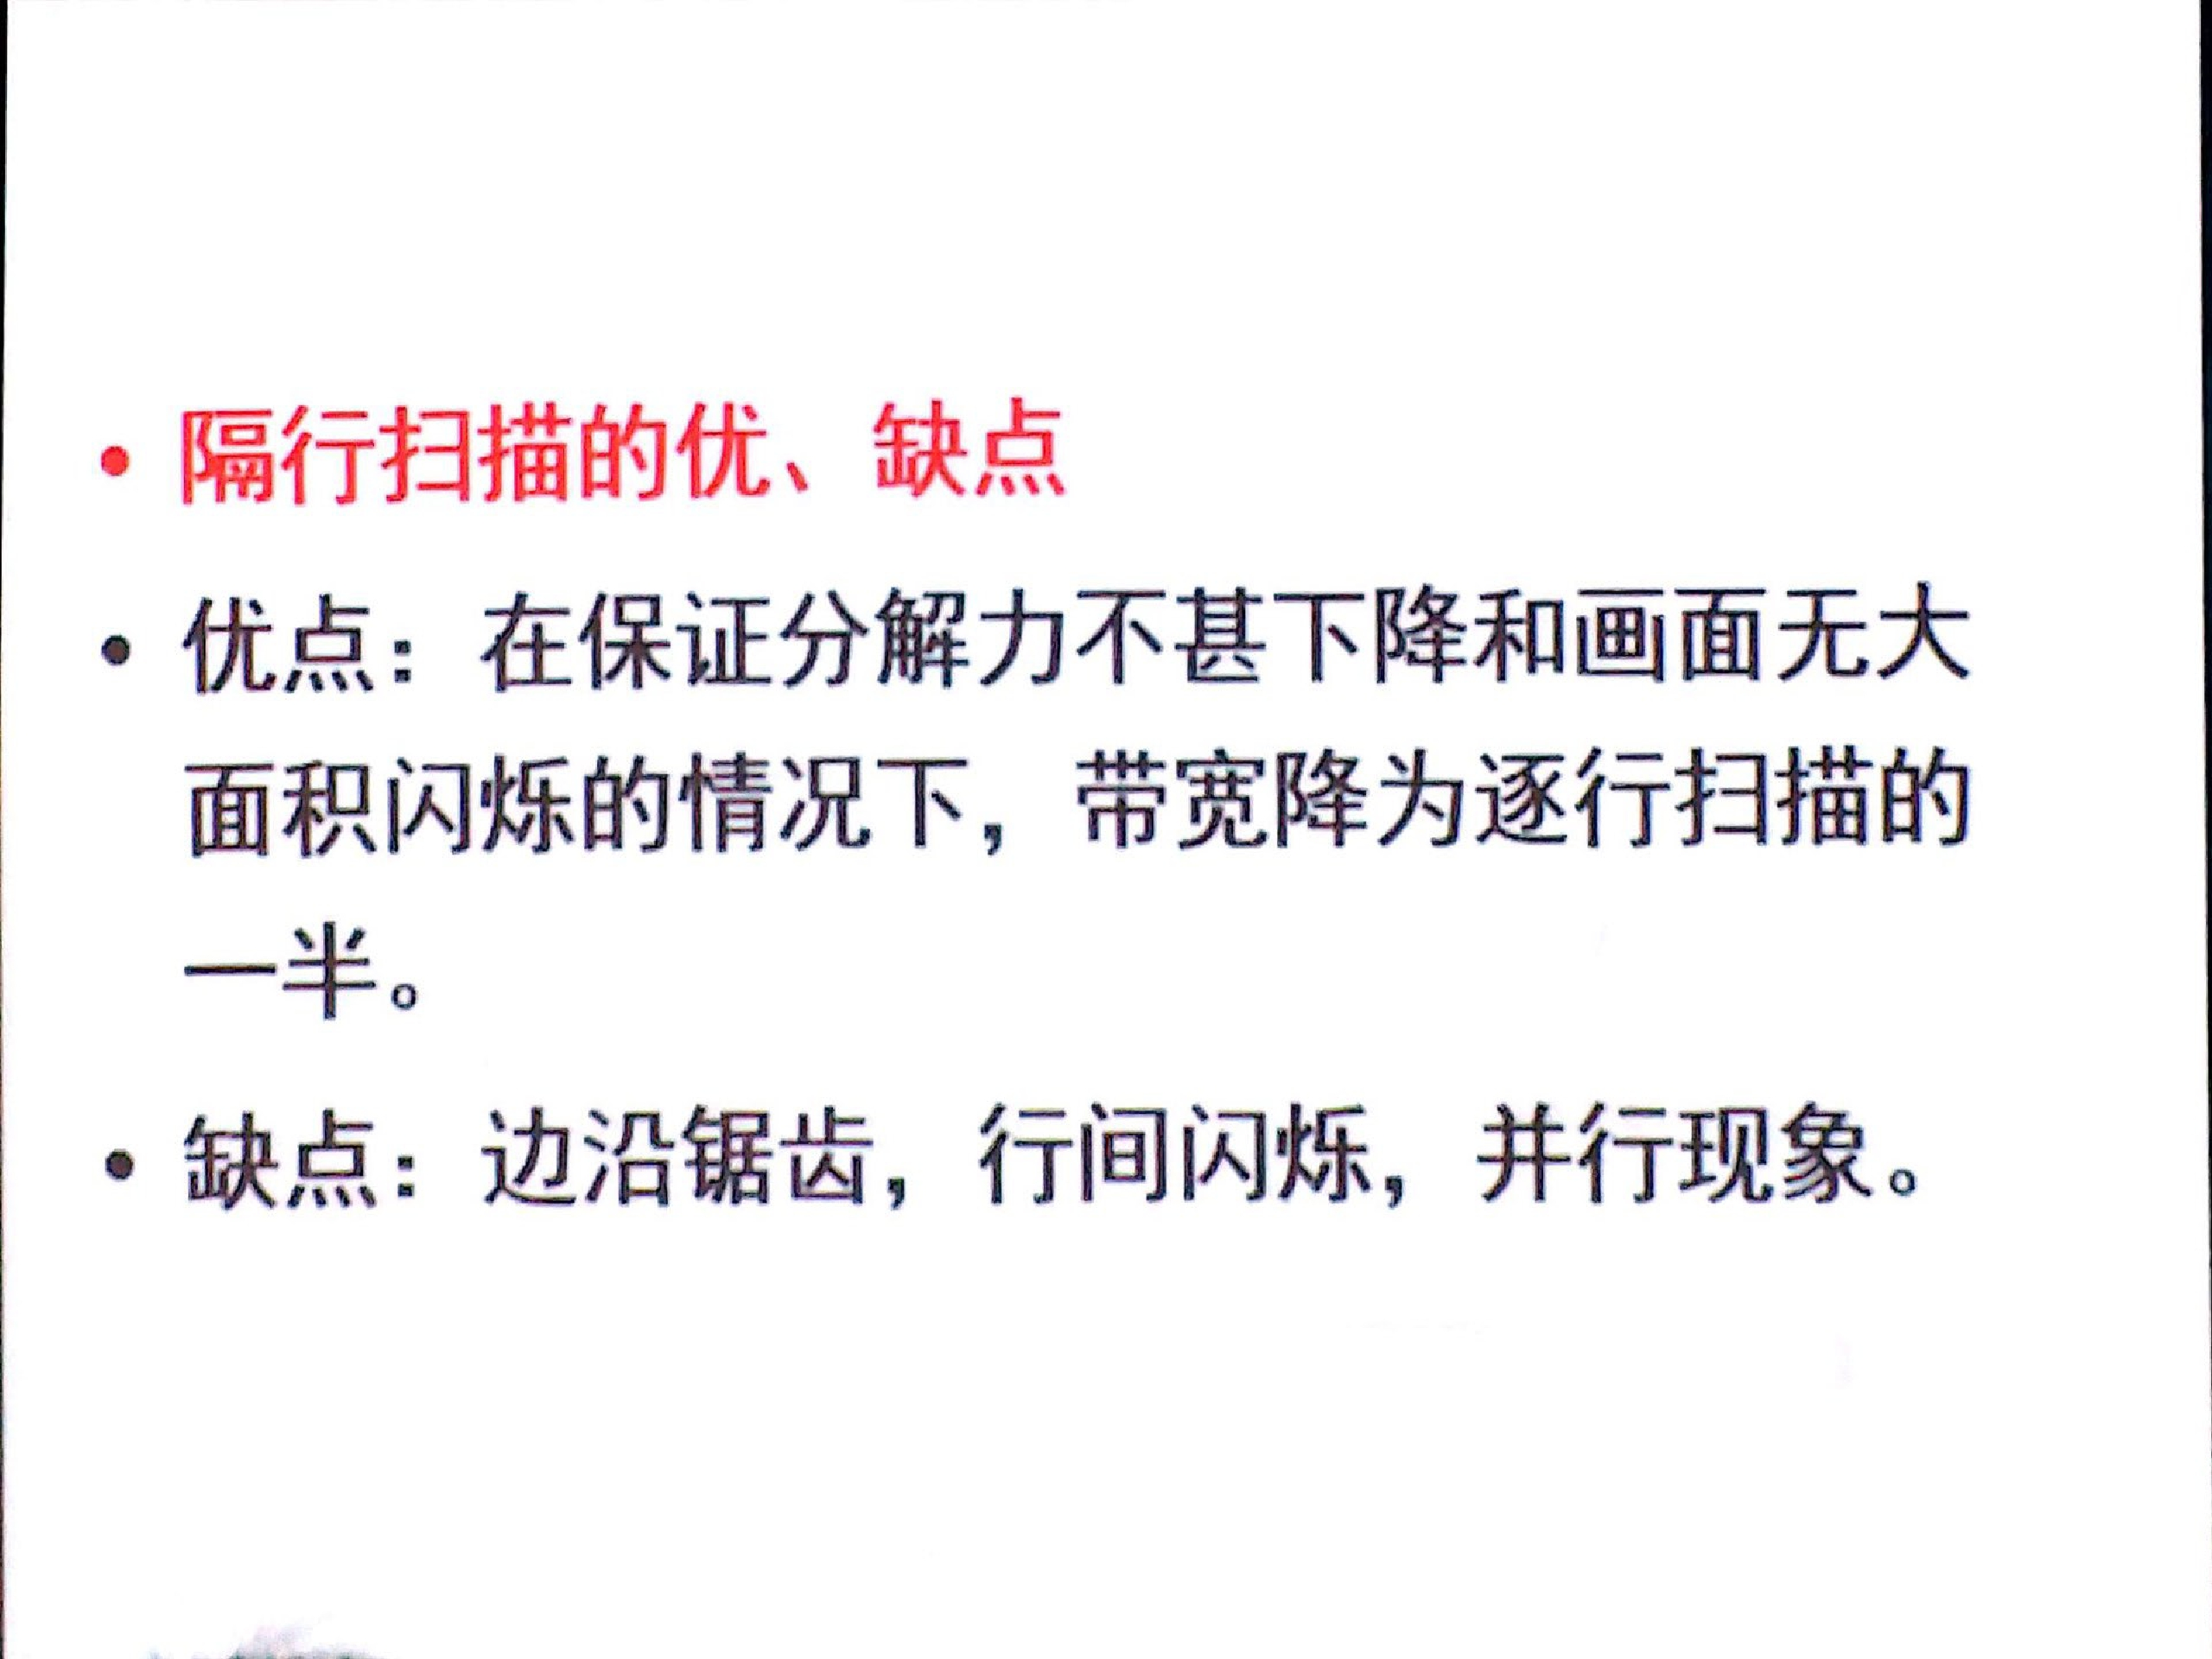 • 隔行扫描的优、缺点
• 优点：在保证分解力不甚下降和画面无大
面积闪烁的情况下，带宽降为逐行扫描的
一半。
• 缺点：边沿锯齿，行间闪烁，并行现象。